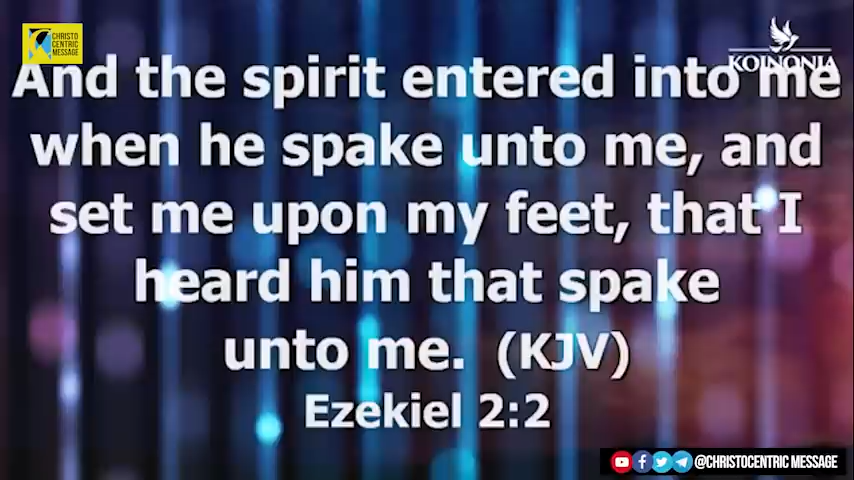 CHRISTO
CENTRIC
MESSAGE
KOINONIA
And the spirit entered into me
when he spake unto me, and
set me upon my feet, that I
heard him that spake
unto me. (KJV)
Ezekiel 2:2
@CHRISTOCENTRIC MESSAGE